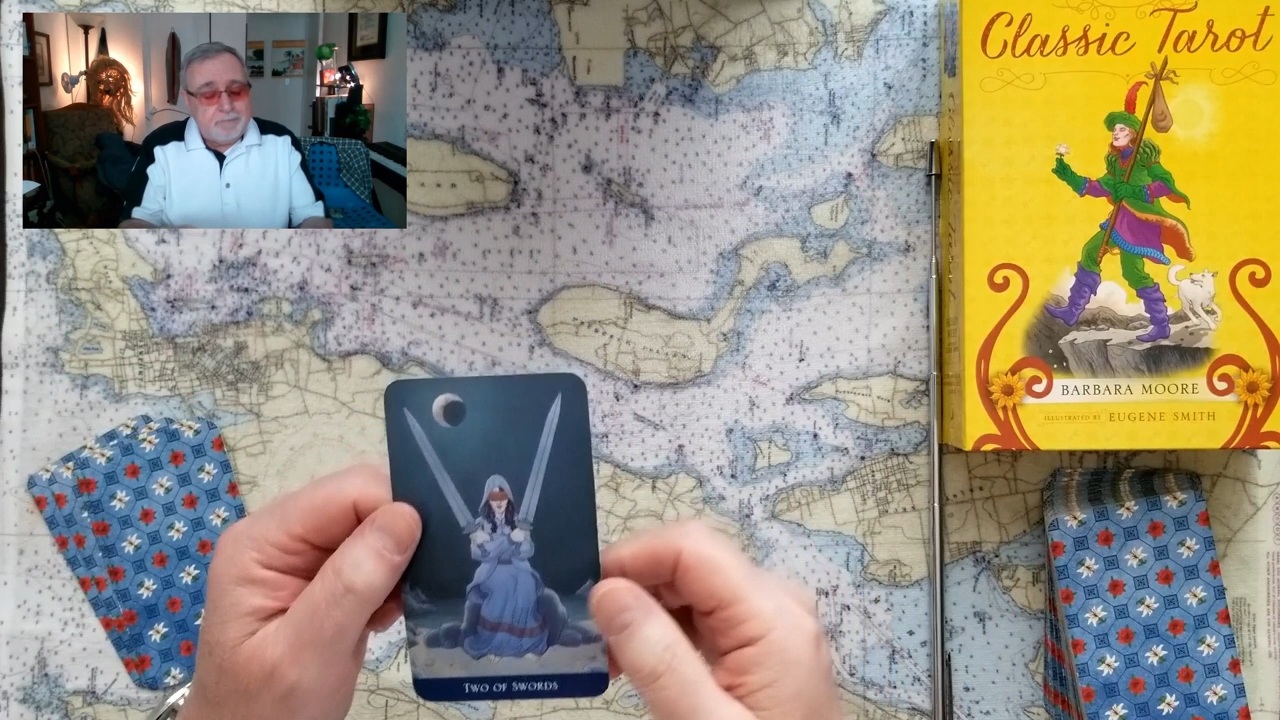 Classic Tarot
BARBARA MOORE
ILLUSTRATED BY EUGENE SMITH
TWO OF SWORDS